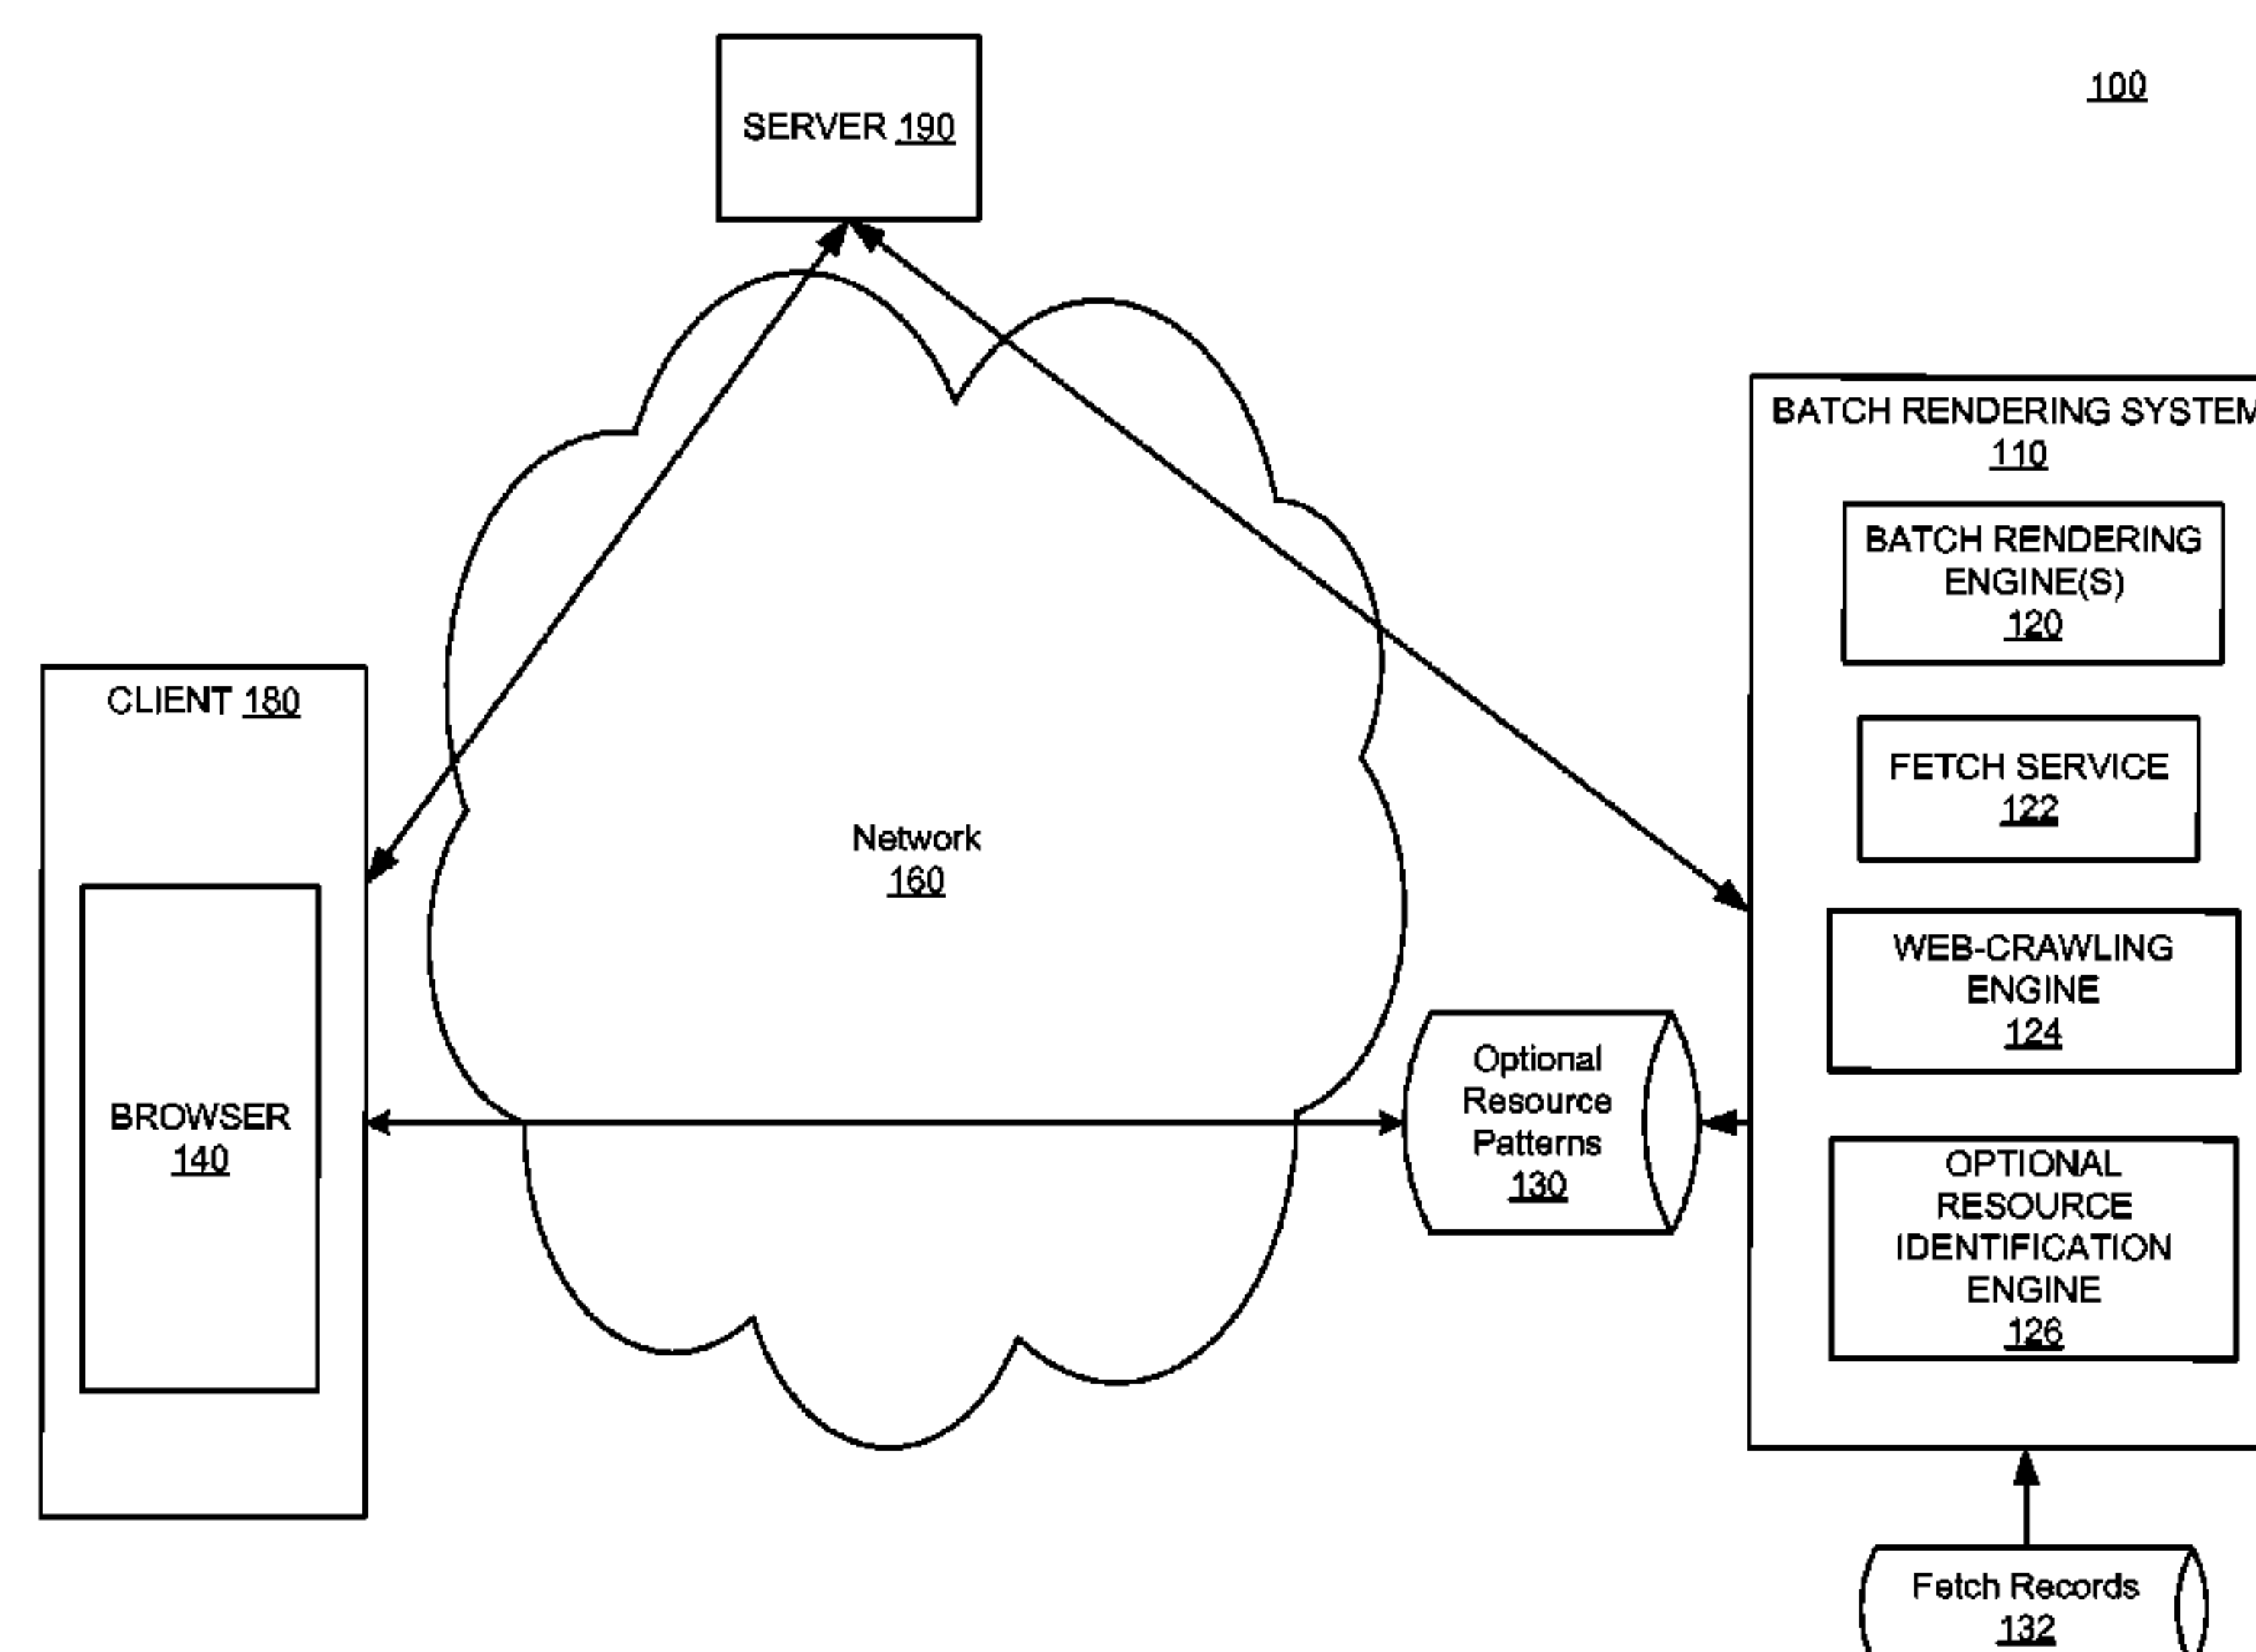 SERVER 190
100
BATCH RENDERING SYSTEM
110
BATCH RENDERING
ENGINE(S)
120
CLIENT 180
FETCH SERVICE
122
Network
160
WEB-CRAWLING
ENGINE
124
Optional
Resource
Patterns
130
BROWSER
140
OPTIONAL
RESOURCE
IDENTIFICATION
ENGINE
126
Fetch Records
132